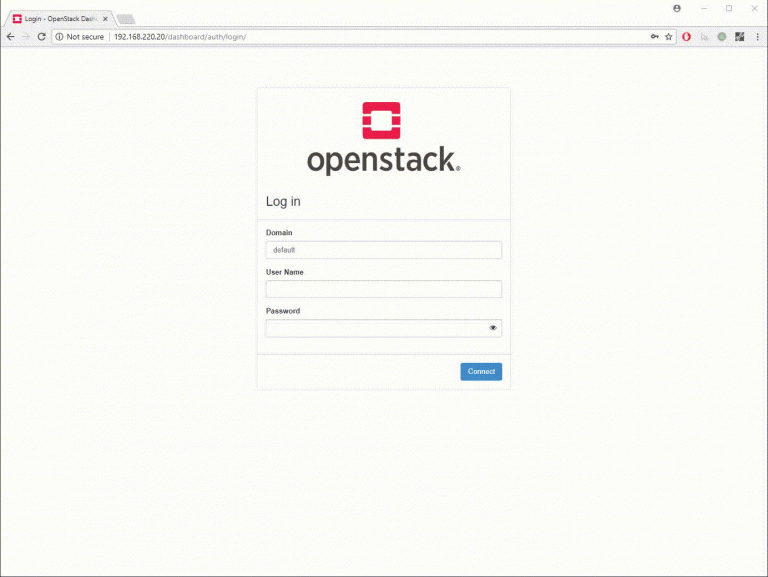 Login - OpenStack Dash
Not secure | 192.168.220.20/dashboard/auth/login/
openstack.
Log in
Domain
default
User Name
Password
Connect